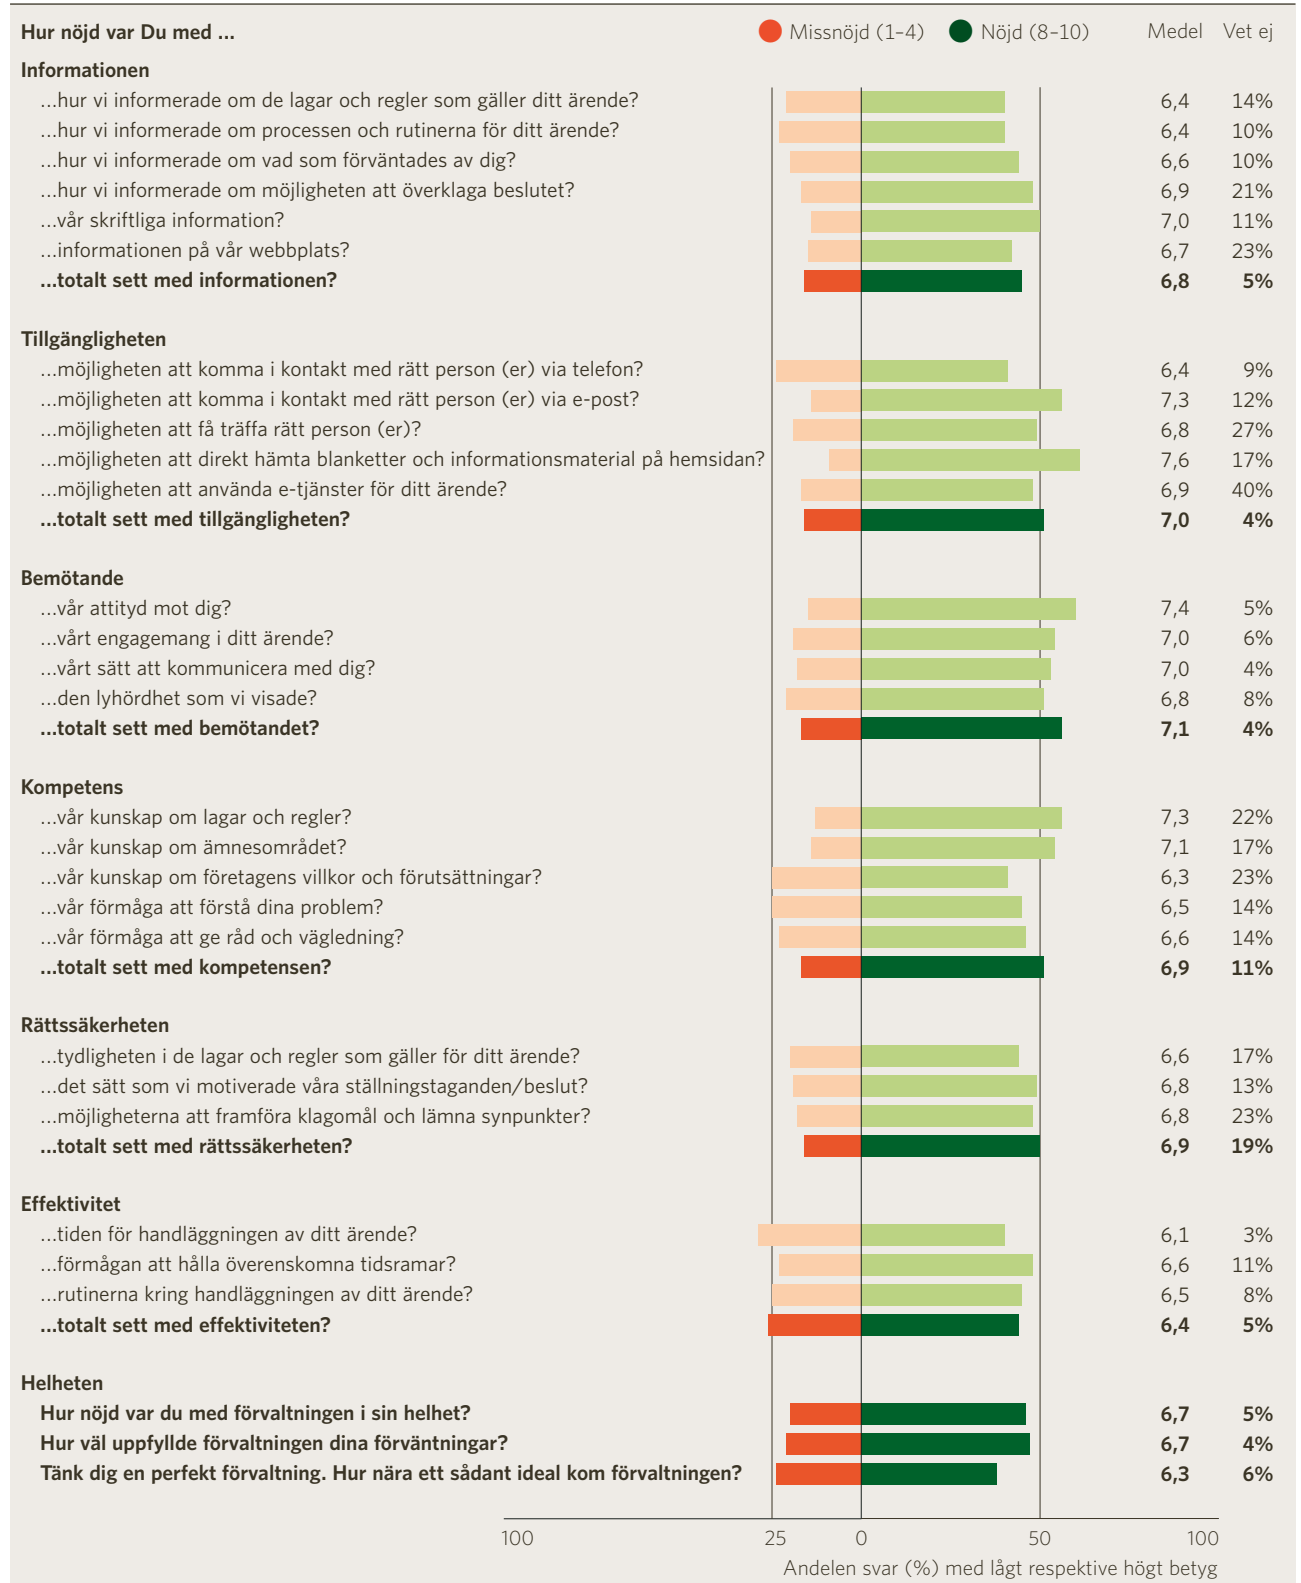 Hur nöjd var Du med ... Missnöjd (1–4) Nöjd (8–10) Medel Vet ej
Informationen
...hur vi informerade om de lagar och regler som gäller ditt ärende? 6,4 14%
...hur vi informerade om processen och rutinerna för ditt ärende? 6,4 10%
...hur vi informerade om vad som förväntades av dig? 6,6 10%
...hur vi informerade om möjligheten att överklaga beslutet? 6,9 21%
...vår skriftliga information? 7,0 11%
...informationen på vår webbplats? 6,7 23%
...totalt sett med informationen? 6,8 5%
Tillgängligheten
...möjligheten att komma i kontakt med rätt person (er) via telefon? 6,4 9%
...möjligheten att komma i kontakt med rätt person (er) via e-post? 7,3 12%
...möjligheten att få träffa rätt person (er)? 6,8 27%
...möjligheten att direkt hämta blanketter och informationsmaterial på hemsidan? 7,6 17%
...möjligheten att använda e-tjänster för ditt ärende? 6,9 40%
...totalt sett med tillgängligheten? 7,0 4%
Bemötande
...vår attityd mot dig? 7,4 5%
...vårt engagemang i ditt ärende? 7,0 6%
...vårt sätt att kommunicera med dig? 7,0 4%
...den lyhördhet som vi visade? 6,8 8%
...totalt sett med bemötandet? 7,1 4%
Kompetens
...vår kunskap om lagar och regler? 7,3 22%
...vår kunskap om ämnesområdet? 7,1 17%
...vår kunskap om företagens villkor och förutsättningar? 6,3 23%
...vår förmåga att förstå dina problem? 6,5 14%
...vår förmåga att ge råd och vägledning? 6,6 14%
...totalt sett med kompetensen? 6,9 11%
Rättssäkerheten
...tydligheten i de lagar och regler som gäller för ditt ärende? 6,6 17%
...det sätt som vi motiverade våra ställningstaganden/beslut? 6,8 13%
...möjligheterna att framföra klagomål och lämna synpunkter? 6,8 23%
...totalt sett med rättssäkerheten? 6,9 19%
Effektivitet
...tiden för handläggningen av ditt ärende? 6,1 3%
...förmågan att hålla överenskomna tidsramar? 6,6 11%
...rutinerna kring handläggningen av ditt ärende? 6,5 8%
...totalt sett med effektiviteten? 6,4 5%
Helheten
Hur nöjd var du med förvaltningen i sin helhet? 6,7 5%
Hur väl uppfyllde förvaltningen dina förväntningar? 6,7 4%
Tänk dig en perfekt förvaltning. Hur nära ett sådant ideal kom förvaltningen? 6,3 6%
100 25 0 50 100
Andelen svar (%) med lågt respektive högt betyg